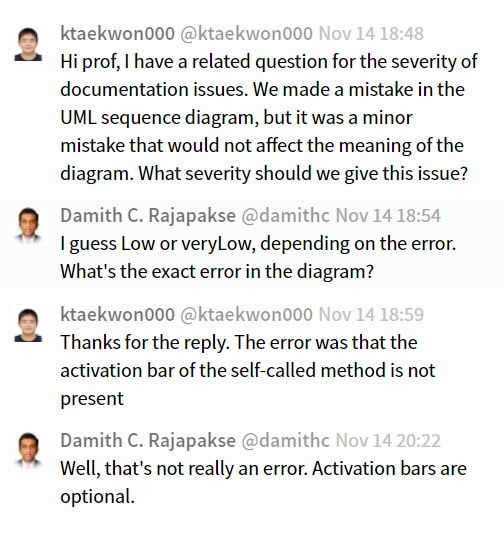 ktaekwon000 @ktaekwon000 Nov 14 18:48
Hi prof, I have a related question for the severity of
documentation issues. We made a mistake in the
UML sequence diagram, but it was a minor
mistake that would not affect the meaning of the
diagram. What severity should we give this issue?
Damith C. Rajapakse @damithc Nov 14 18:54
I guess Low or veryLow, depending on the error.
What's the exact error in the diagram?
ktaekwon000 @ktaekwon000 Nov 14 18:59
Thanks for the reply. The error was that the
activation bar of the self-called method is not
present
Damith C. Rajapakse @damithc Nov 14 20:22
Well, that's not really an error. Activation bars are
optional.